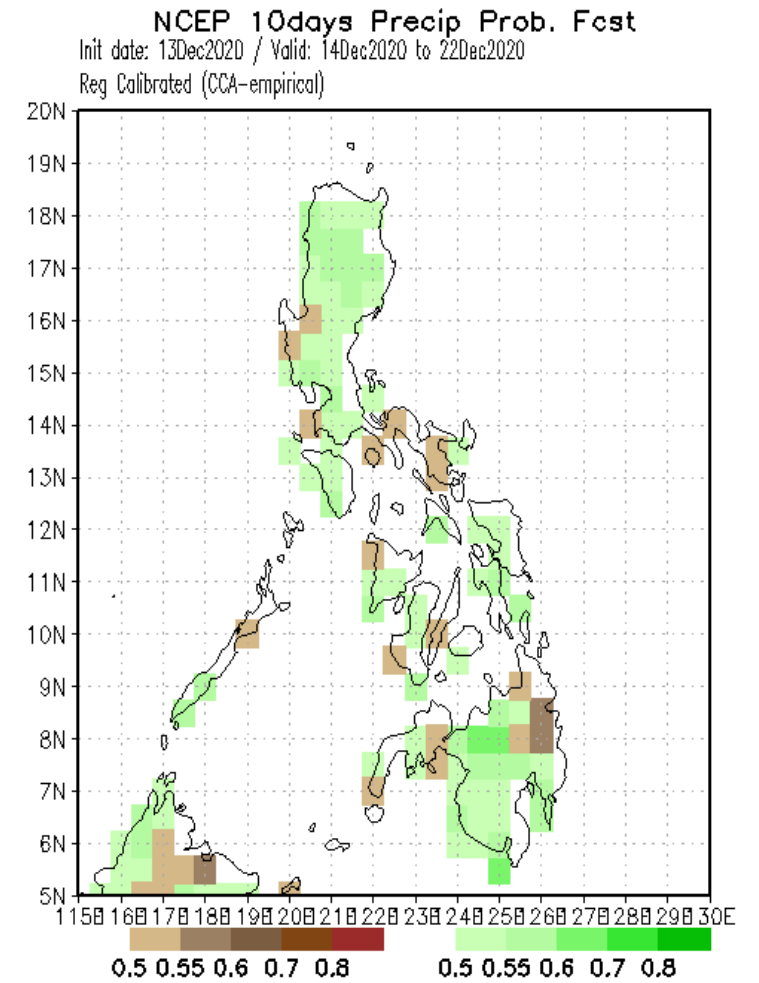 NCEP 10days Precip Prob. Fcst
Init date: 13Dec2020 / Valid: 14Dec2020 to 22Dec2020
Reg Calibrated (CCA-empirical)
20N
19N
18N
17N
16N
15N
14N
13N
12N
11N
10N
9N
8N
7N
6N
5N
115E 116E 117E 118E 119E 120E 121E 122E 123E 124E 125E 126E 127E 128E 129E 130E
0.5 0.55 0.6 0.7 0.8 0.5 0.55 0.6 0.7 0.8